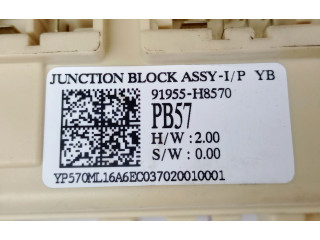 JUNCTION BLOCK ASSY-I/P YB
91955-H8570
PB57
H/W : 2.00
S/W : 0.00
YP570ML16A6EC037020010001